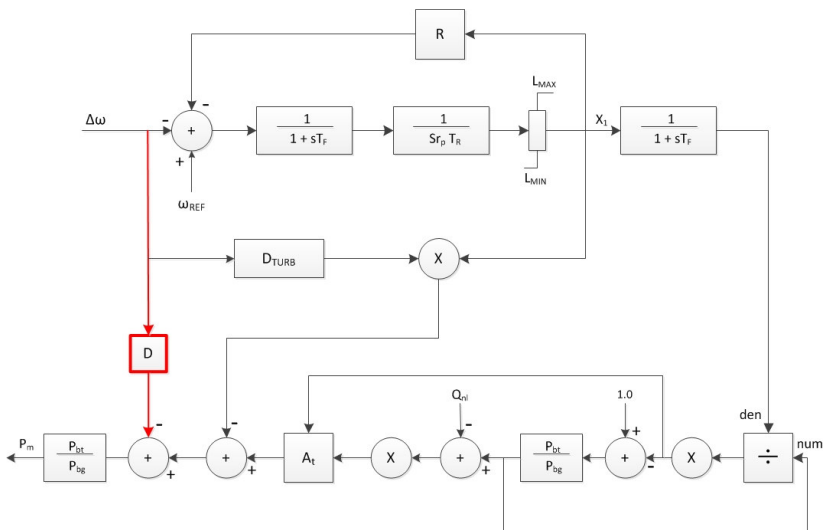 R
L_MAX
Δω
-
-
+
+
1
1 + sT_F
1
Sr_p T_R
X_1
1
1 + sT_F
L_MIN
ω_REF
D_TURB
X
D
Q_nl
1.0
-
-
-
+
den
P_m
num
P_bt
P_bg
+
+
+
+
A_t
X
+
+
P_bt
P_bg
+
-
X
÷